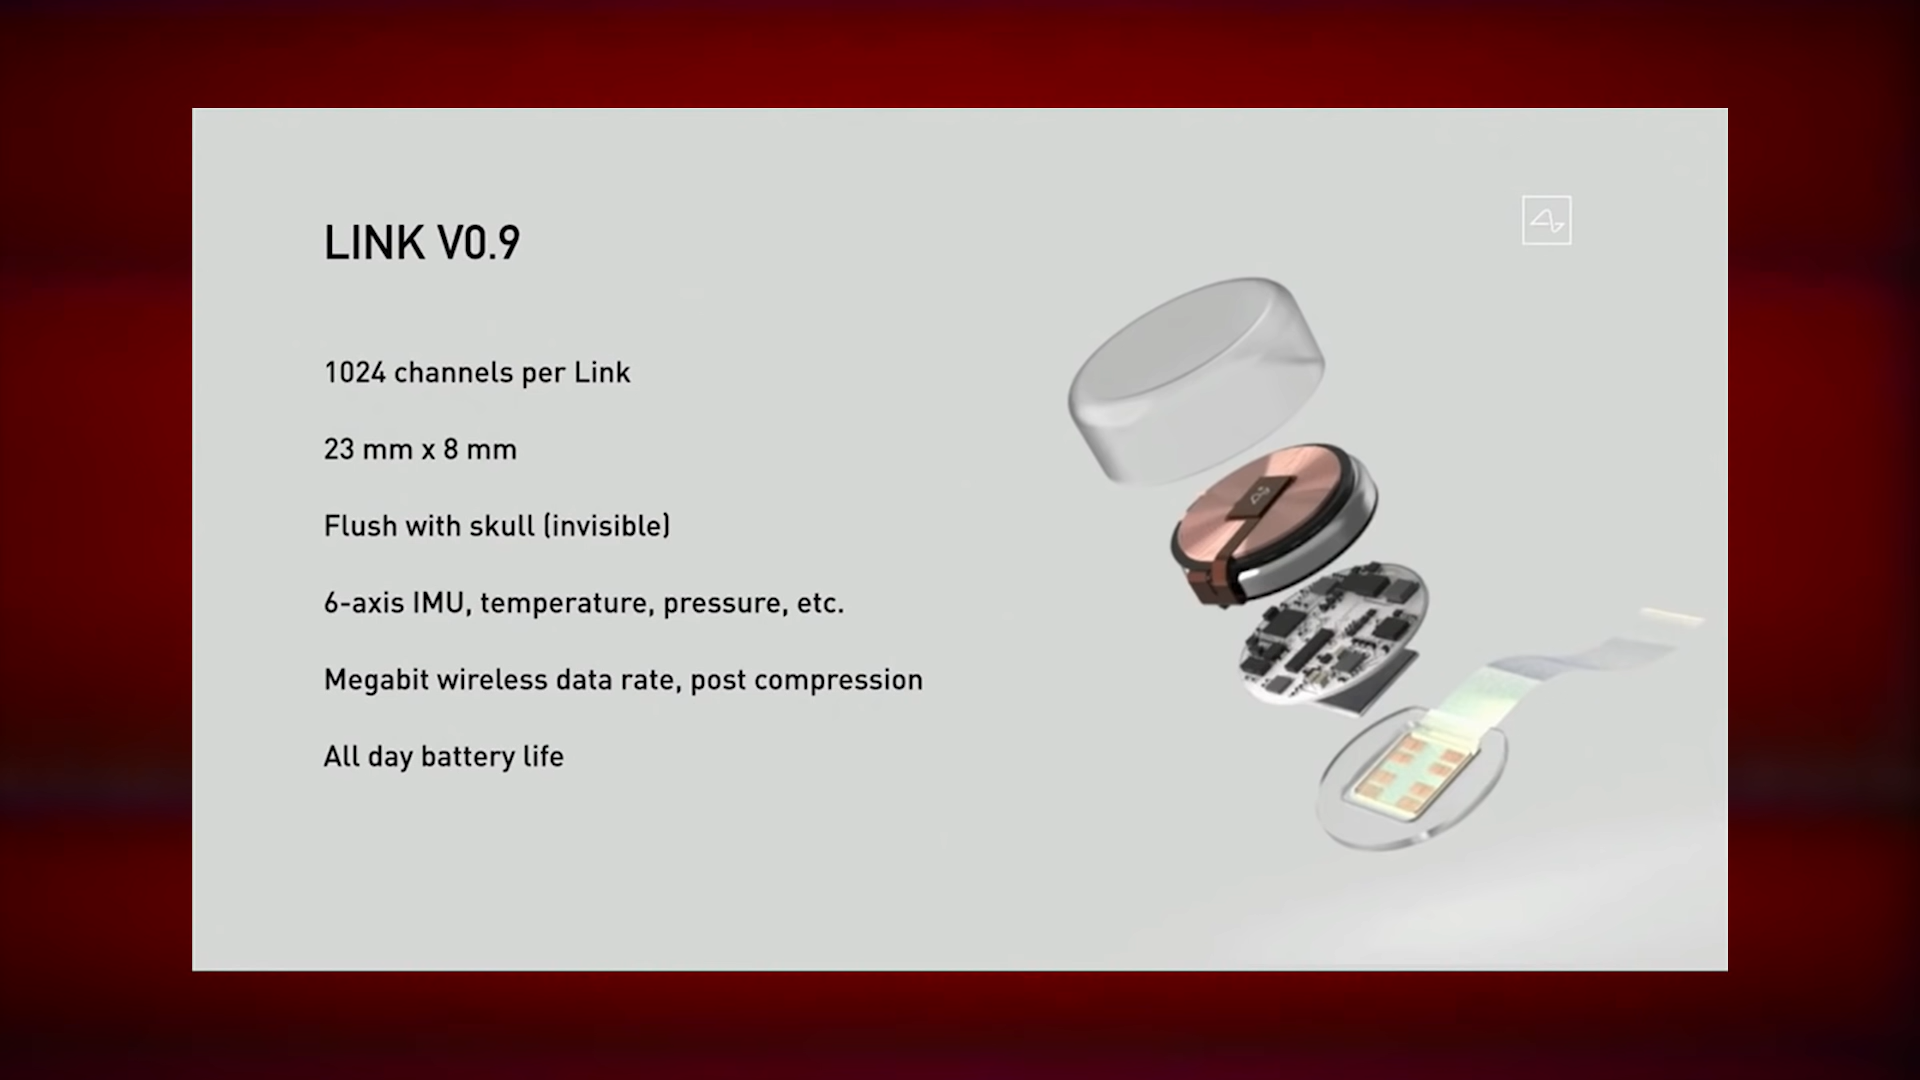 LINK V0.9
1024 channels per Link
23 mm x 8 mm
Flush with skull (invisible)
6-axis IMU, temperature, pressure, etc.
Megabit wireless data rate, post compression
All day battery life